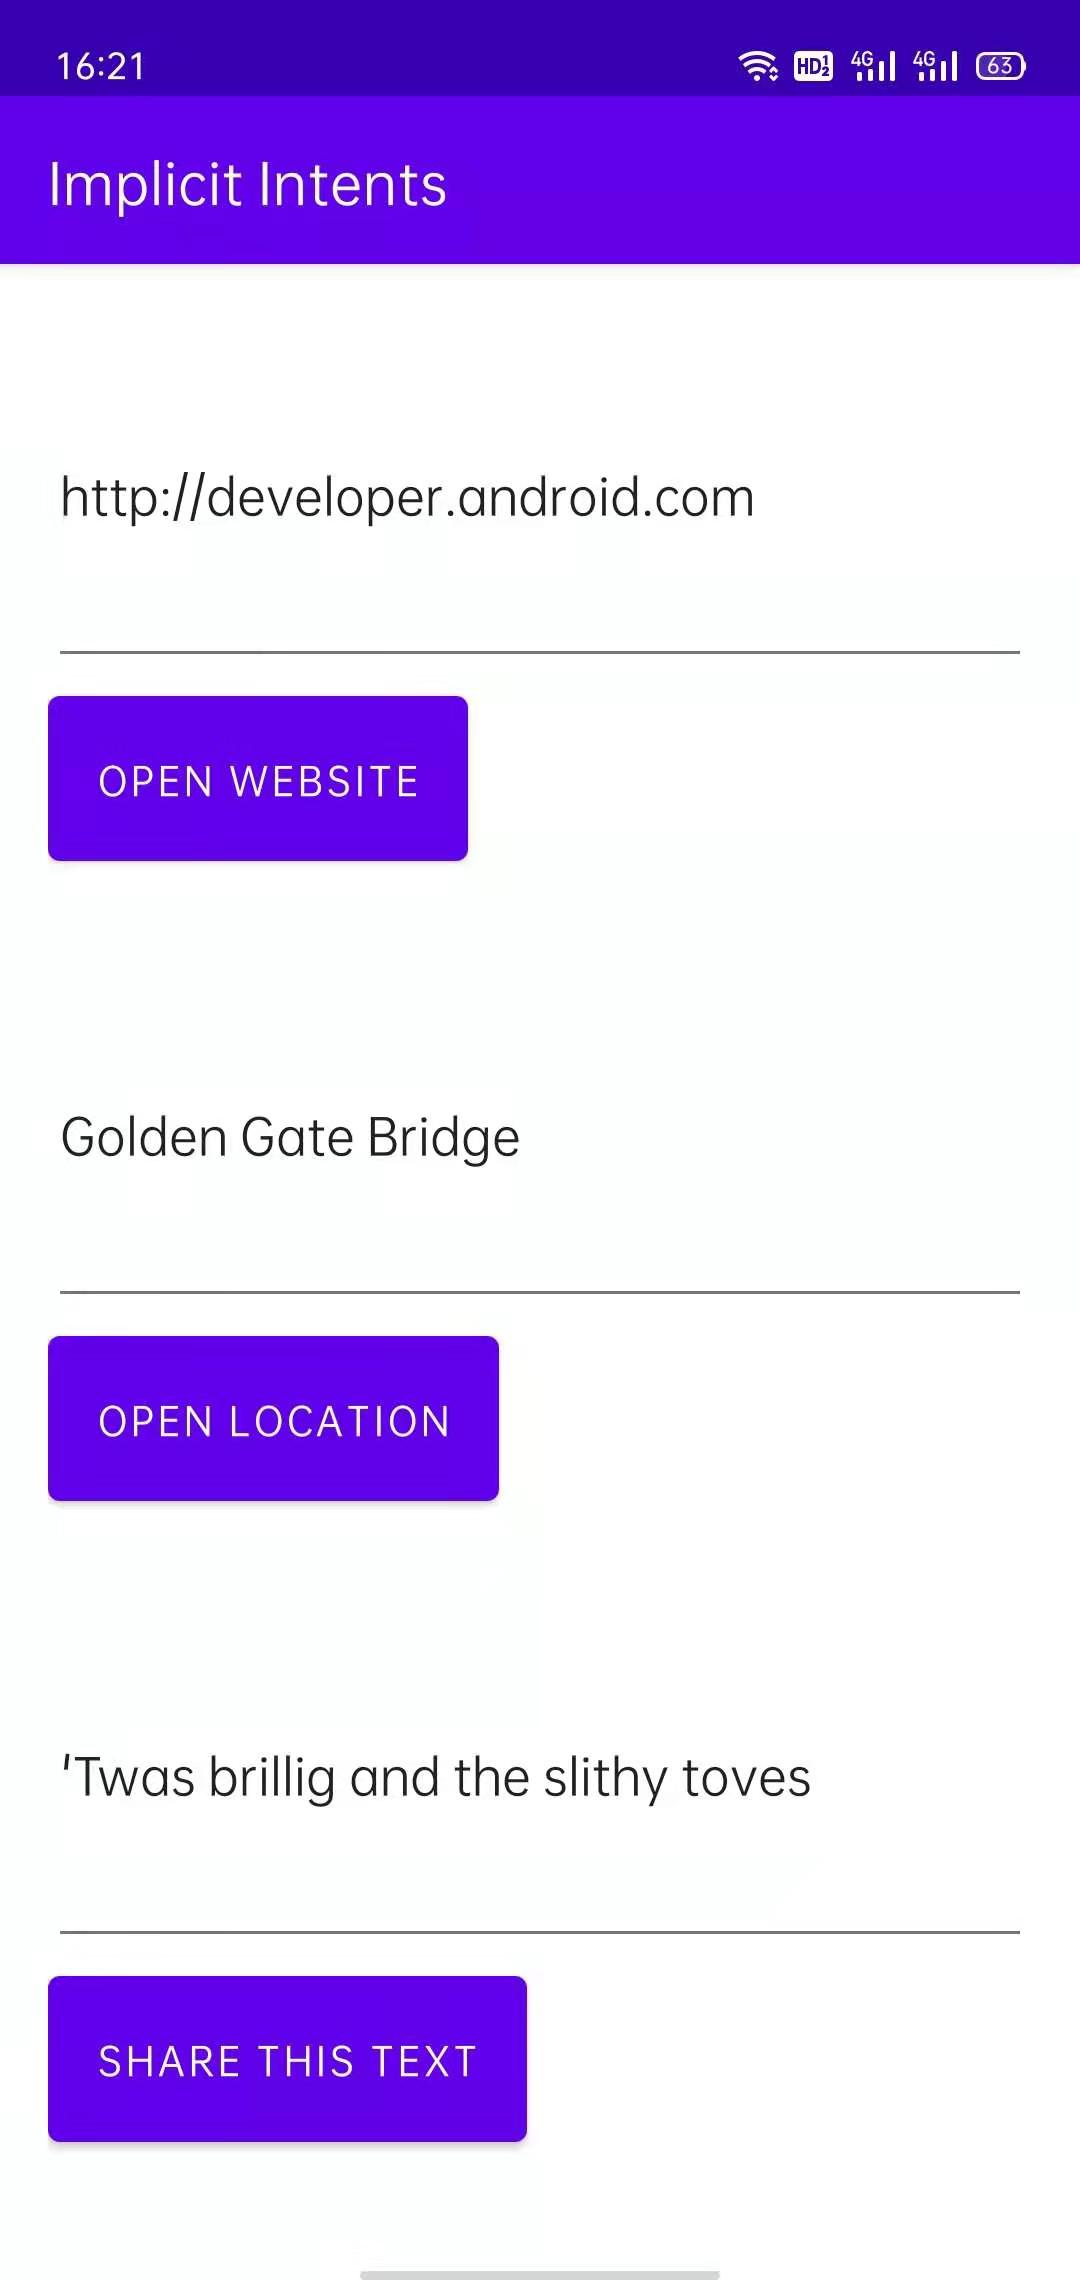 16:21 HD12 4G 4G 63
Implicit Intents
http://developer.android.com
OPEN WEBSITE
Golden Gate Bridge
OPEN LOCATION
'Twas brillig and the slithy toves
SHARE THIS TEXT